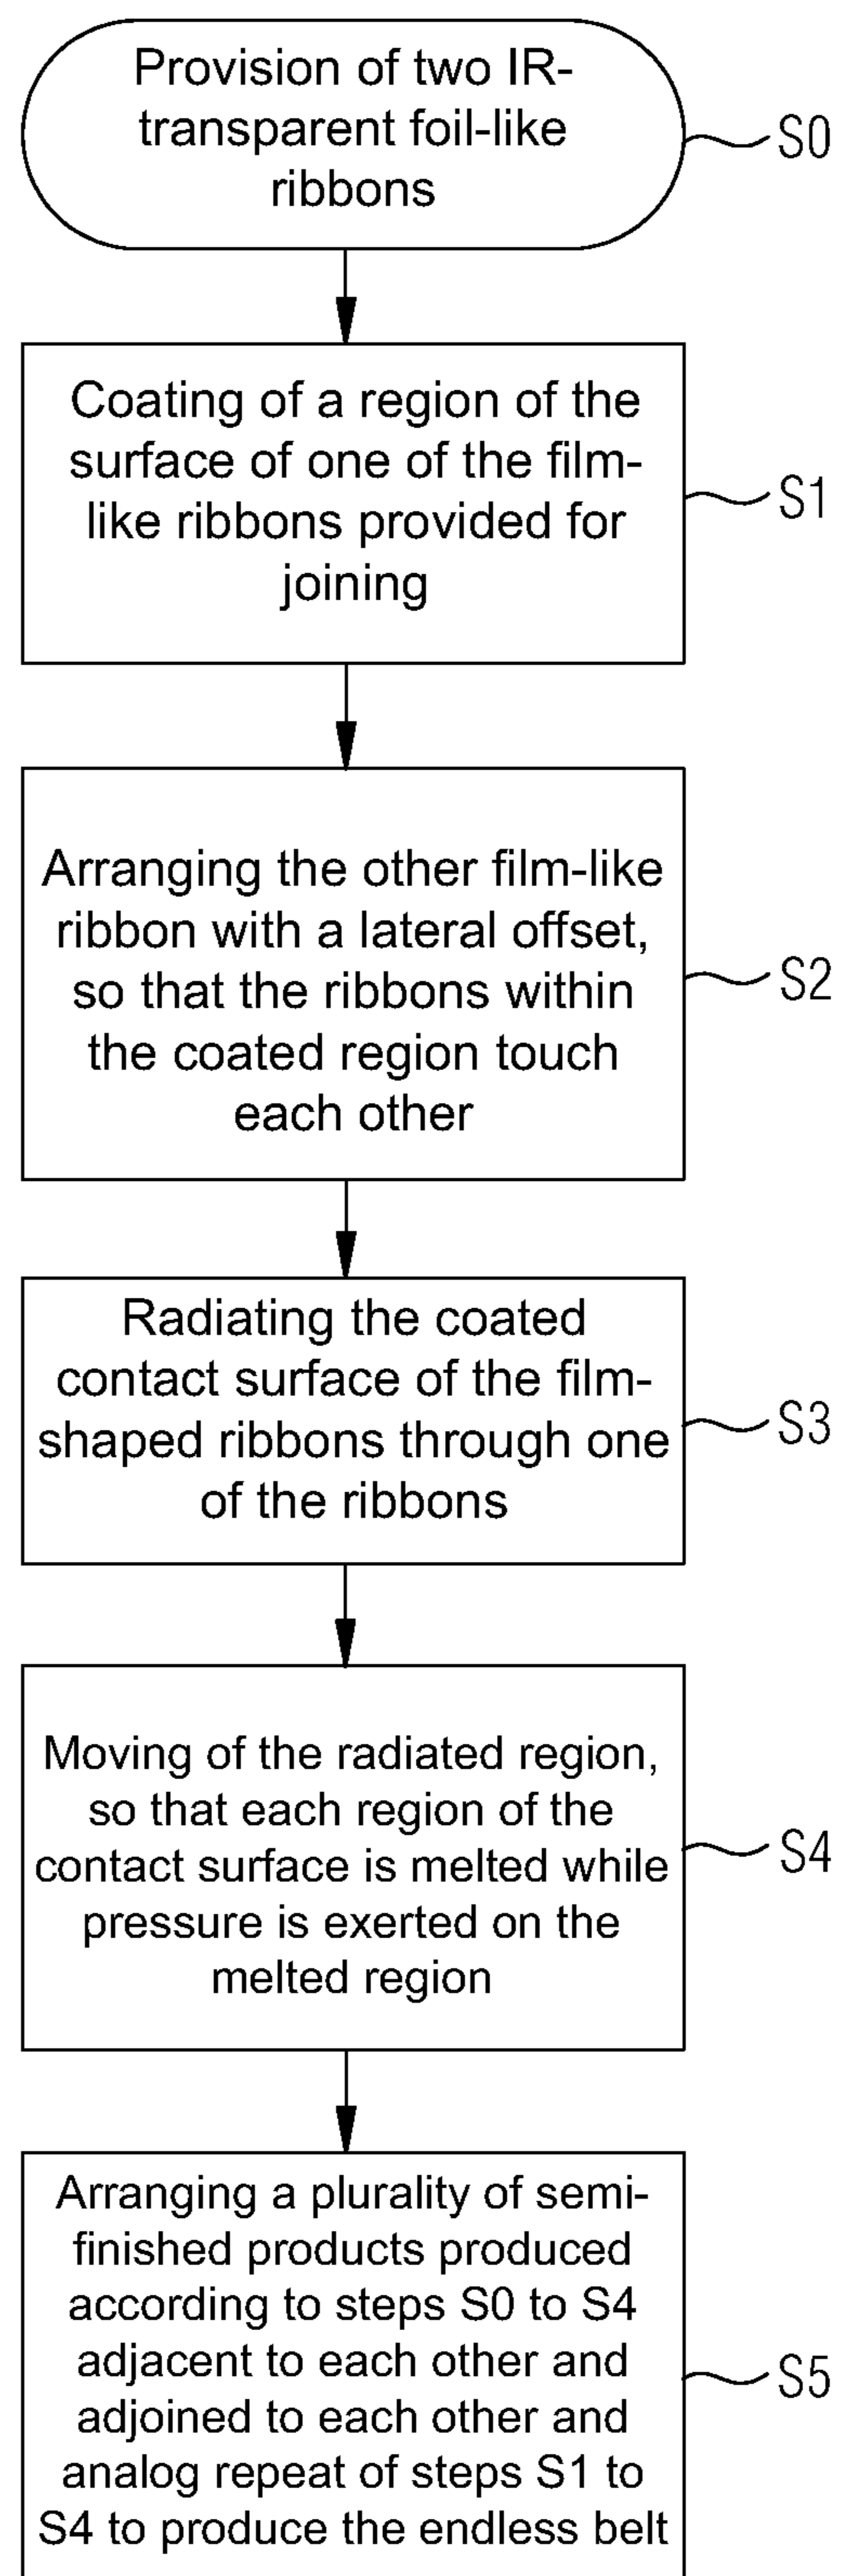 Provision of two IR-
transparent foil-like
ribbons
S0
Coating of a region of the
surface of one of the film-
like ribbons provided for
joining
S1
Arranging the other film-like
ribbon with a lateral offset,
so that the ribbons within
the coated region touch
each other
S2
Radiating the coated
contact surface of the film-
shaped ribbons through one
of the ribbons
S3
Moving of the radiated region,
so that each region of the
contact surface is melted while
pressure is exerted on the
melted region
S4
Arranging a plurality of semi-
finished products produced
according to steps S0 to S4
adjacent to each other and
adjoined to each other and
analog repeat of steps S1 to
S4 to produce the endless belt
S5